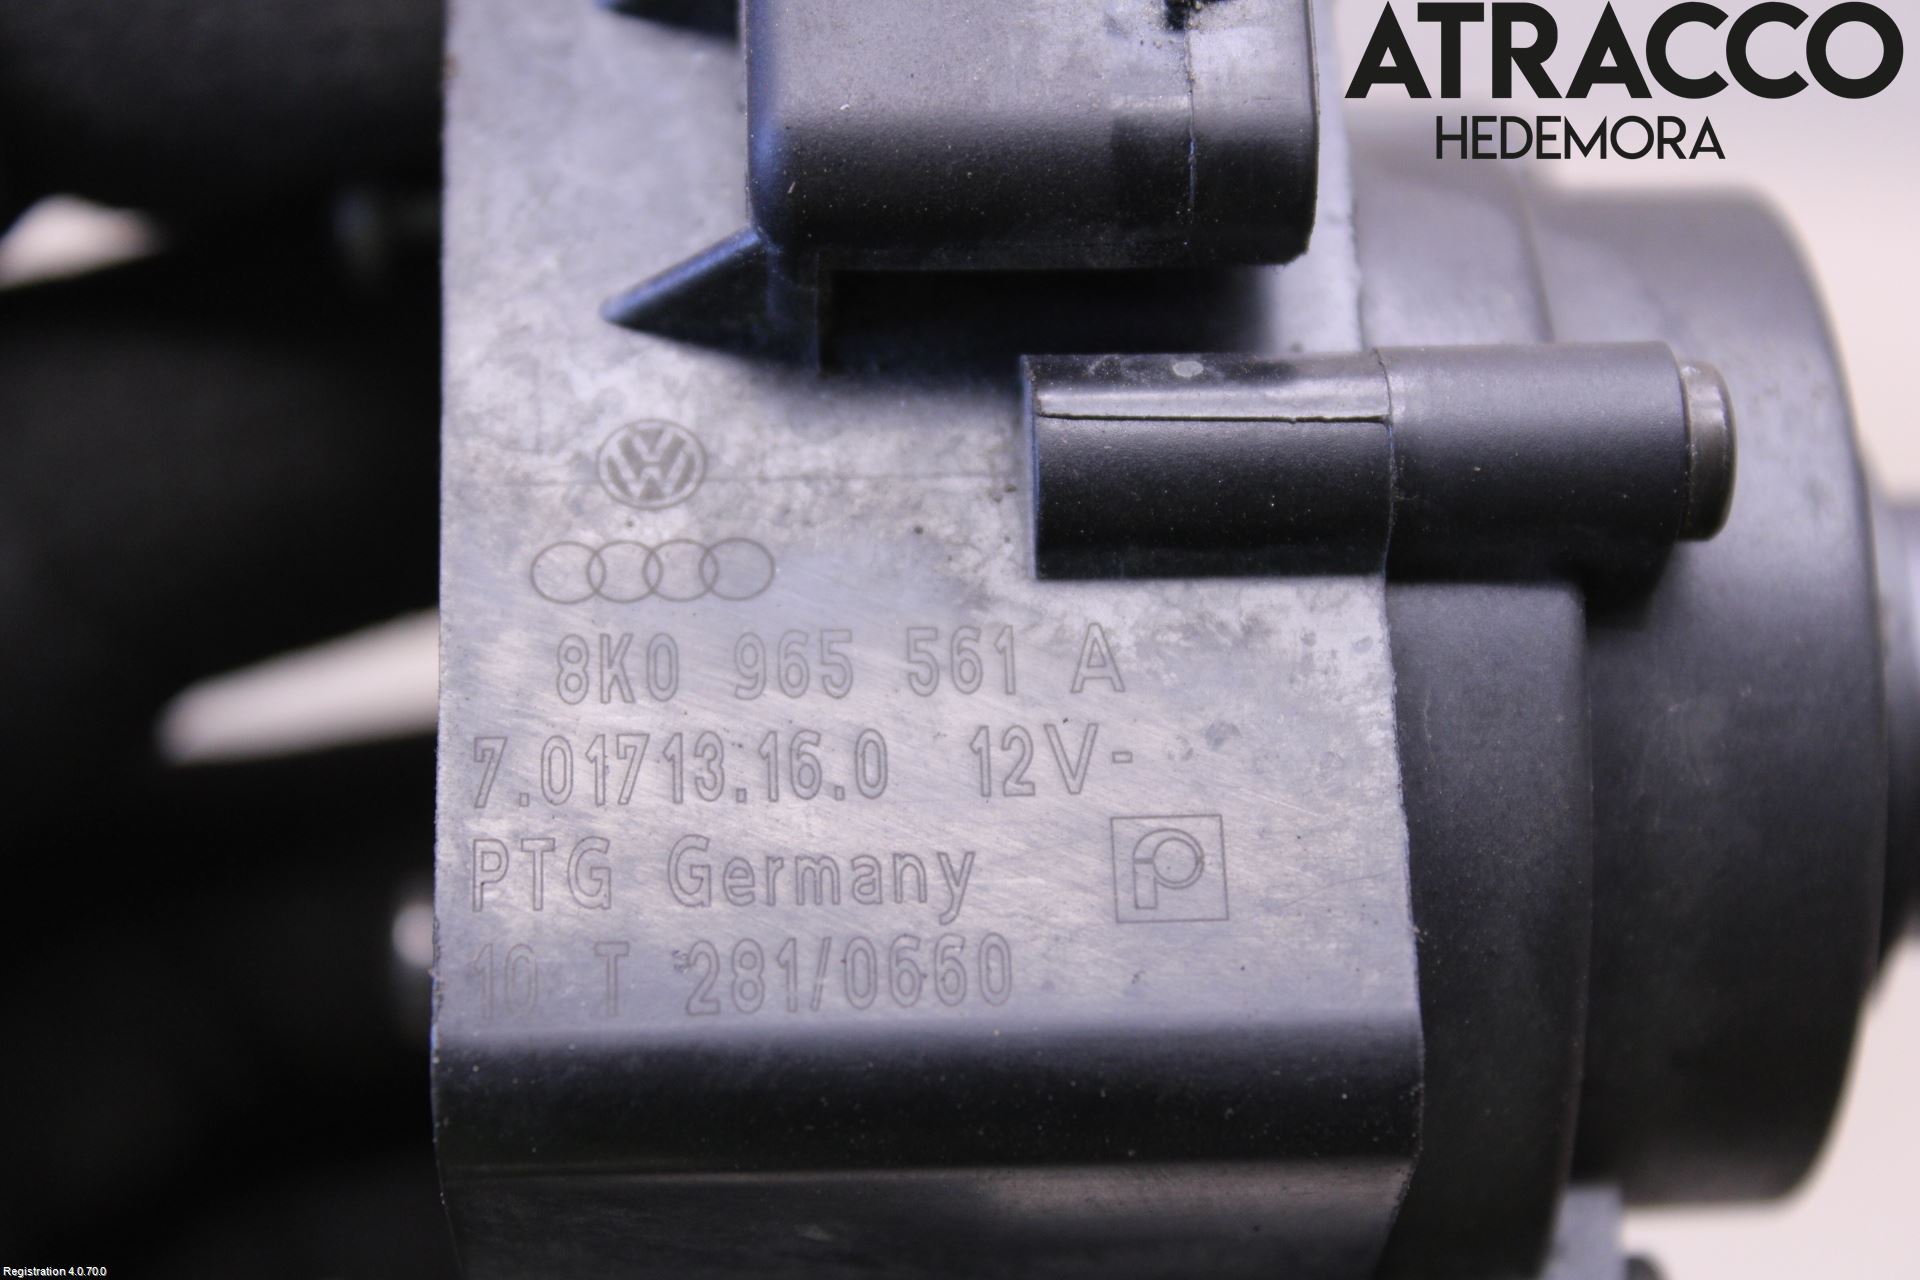 ATRACCO
HEDEMORA
8K0 965 561 A
7.01713.16.0 12V-
PTG Germany
10 T 281/0660
Registration 4.0.70.0